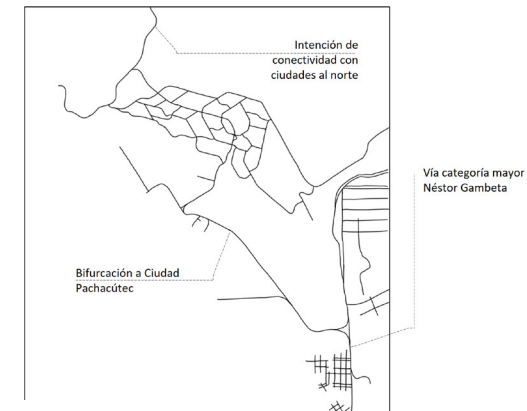 Intención de
conectividad con
ciudades al norte
Vía categoría mayor
Néstor Gambeta
Bifurcación a Ciudad
Pachacútec